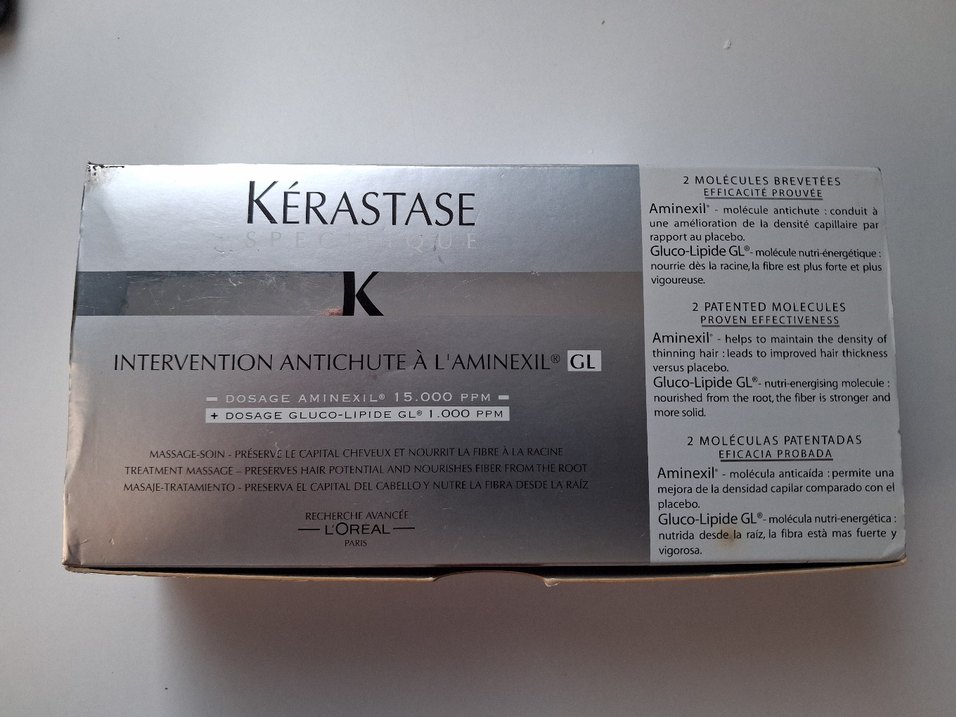 KÉRASTASE
SPÉCIFIQUE
K
INTERVENTION ANTICHUTE À L'AMINEXIL® GL
DOSAGE AMINEXIL® 15.000 PPM
+ DOSAGE GLUCO-LIPIDE GL® 1.000 PPM
MASSAGE-SOIN - PRÉSERVE LE CAPITAL CHEVEUX ET NOURRIT LA FIBRE À LA RACINE
TREATMENT MASSAGE – PRESERVES HAIR POTENTIAL AND NOURISHES FIBER FROM THE ROOT
MASAJE-TRATAMIENTO - PRESERVA EL CAPITAL DEL CABELLO Y NUTRE LA FIBRA DESDE LA RAÍZ
RECHERCHE AVANCÉE
L'ORÉAL
PARIS
2 MOLÉCULES BREVETÉES
EFFICACITÉ PROUVÉE
Aminexil® - molécule antichute : conduit à
une amélioration de la densité capillaire par
rapport au placebo.
Gluco-Lipide GL® - molécule nutri-énergétique :
nourrie dès la racine, la fibre est plus forte et plus
vigoureuse.
2 PATENTED MOLECULES
PROVEN EFFECTIVENESS
Aminexil® - helps to maintain the density of
thinning hair : leads to improved hair thickness
versus placebo.
Gluco-Lipide GL® - nutri-energising molecule :
nourished from the root, the fiber is stronger and
more solid.
2 MOLÉCULAS PATENTADAS
EFICACIA PROBADA
Aminexil® - molécula anticaída : permite una
mejora de la densidad capilar comparado con el
placebo.
Gluco-Lipide GL® - molécula nutri-energética :
nutrida desde la raíz, la fibra està mas fuerte y
vigorosa.